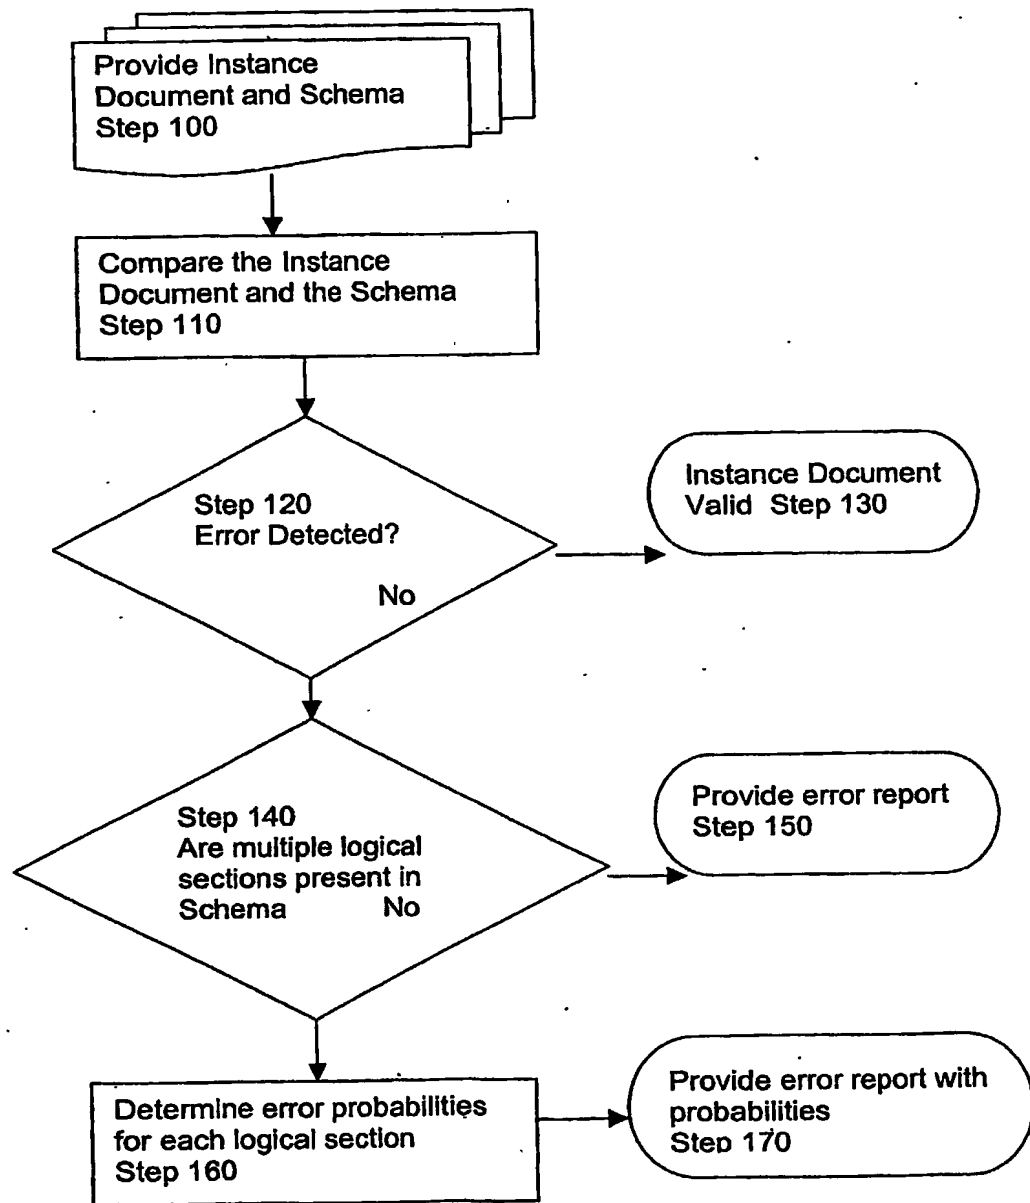 Provide Instance
Document and Schema
Step 100
Compare the Instance
Document and the Schema
Step 110
Step 120
Error Detected?
No
Instance Document
Valid Step 130
Step 140
Are multiple logical
sections present in
Schema No
Provide error report
Step 150
Determine error probabilities
for each logical section
Step 160
Provide error report with
probabilities
Step 170